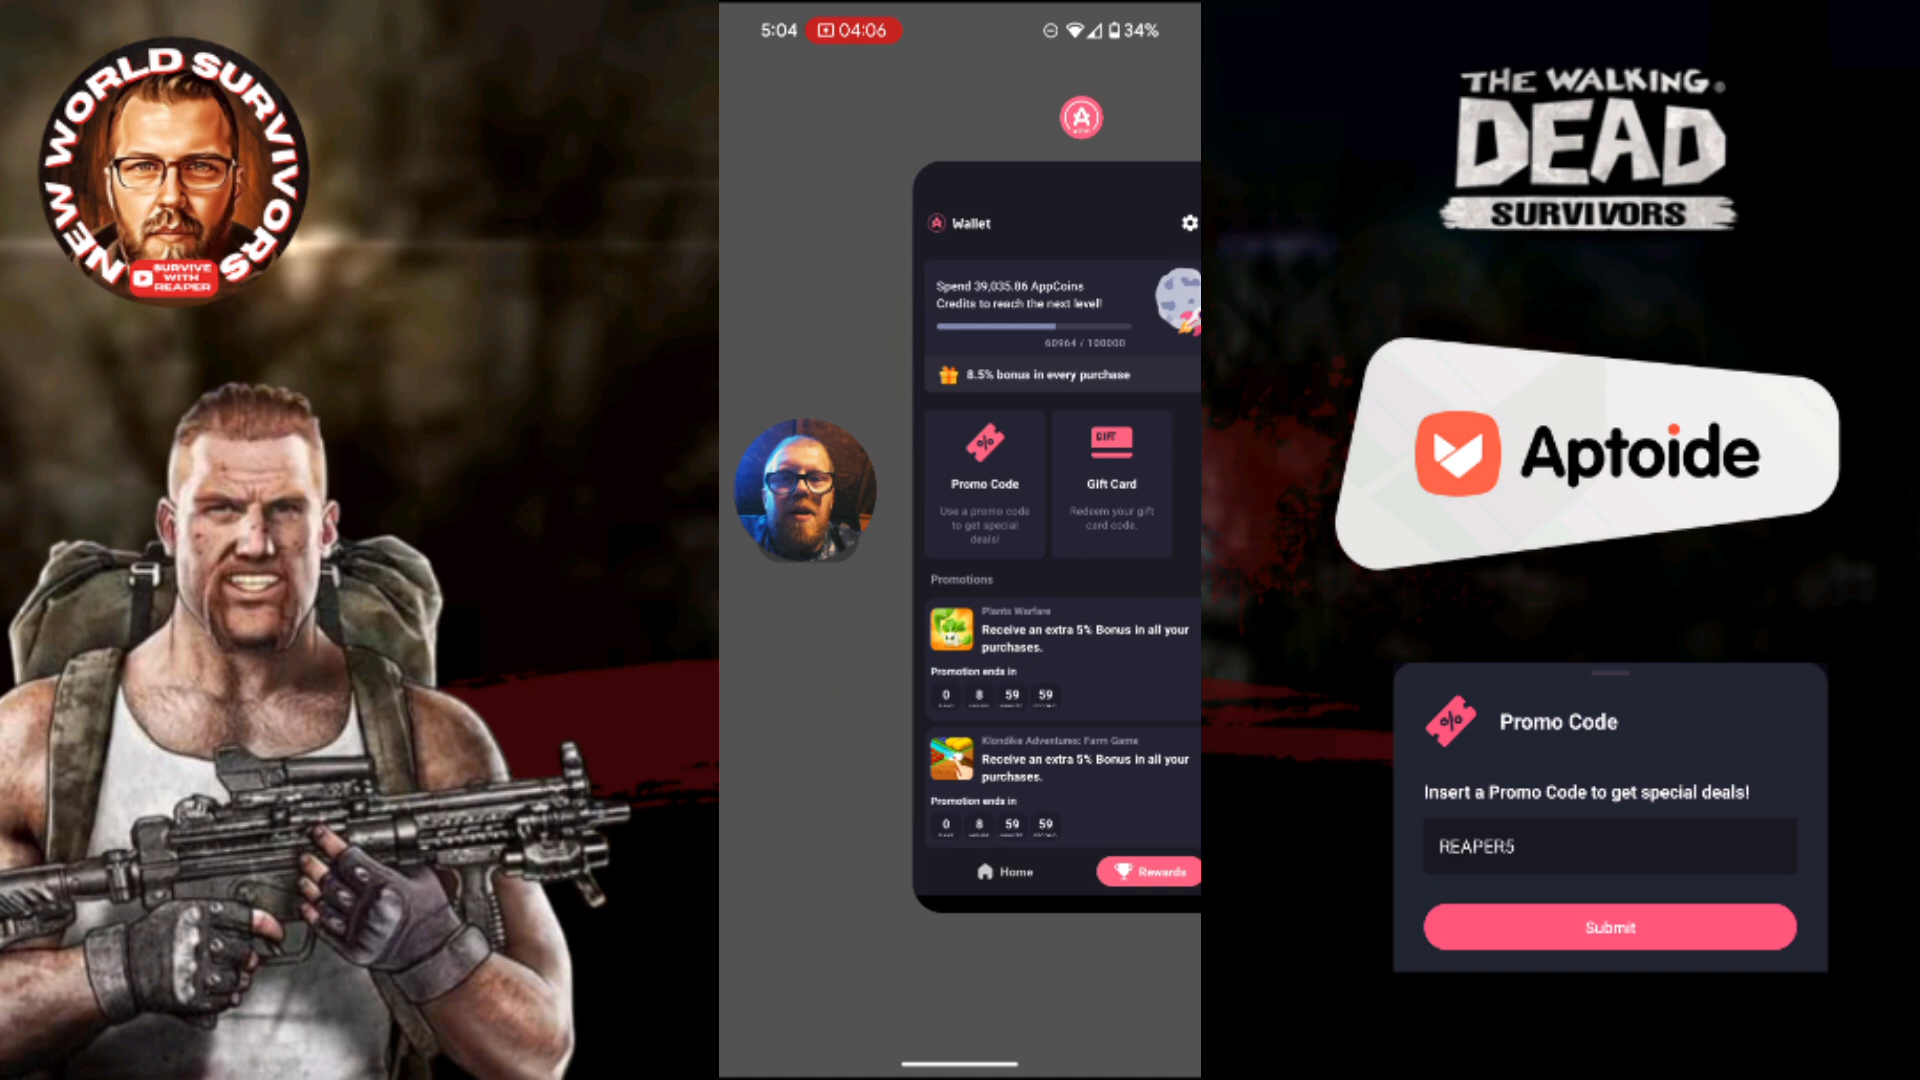 NEW WORLD SURVIVORS
SURVIVE
WITH
REAPER
5:04
04:06
34%
Wallet
Spend 39,035.86 AppCoins
Credits to reach the next level!
60964 / 100000
8.5% bonus in every purchase
Promo Code
Use a promo code
to get special
deals!
GIFT
Gift Card
Redeem your gift
card code.
Promotions
Plants Warfare
Receive an extra 5% Bonus in all your
purchases.
Promotion ends in
0 8 59 59
Klondike Adventures: Farm Game
Receive an extra 5% Bonus in all your
purchases.
Promotion ends in
0 8 59 59
Home
Rewards
THE WALKING
DEAD
SURVIVORS
Aptoide
Promo Code
Insert a Promo Code to get special deals!
REAPER5
Submit